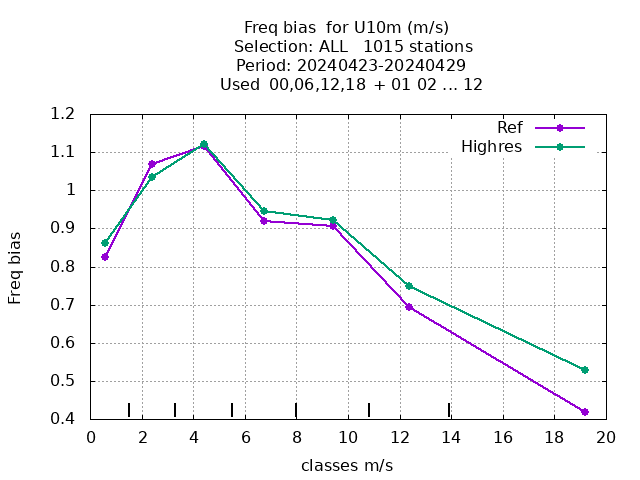 Freq bias  for U10m (m/s)
Selection: ALL   1015 stations
Period: 20240423-20240429
Used  00,06,12,18  + 01 02 ... 12
Ref
Highres
Freq bias
1.2
1.1
1
0.9
0.8
0.7
0.6
0.5
0.4
0 2 4 6 8 10 12 14 16 18 20
classes m/s